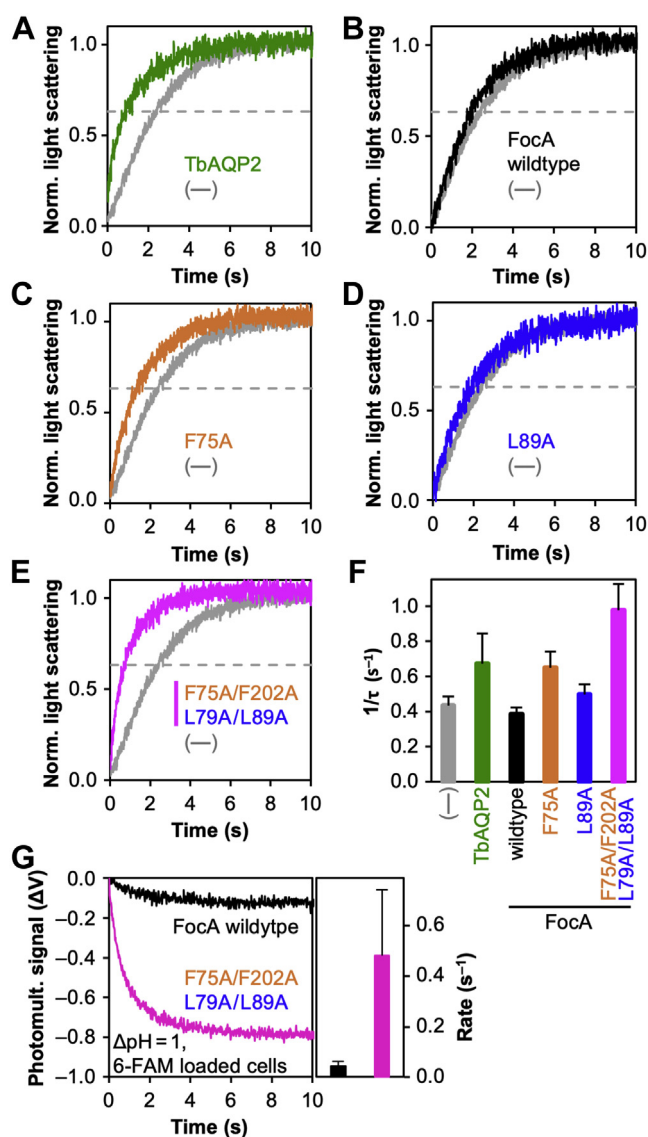 A
Norm. light scattering
1.0
0.5
0.0
TbAQP2
(—)
0 2 4 6 8 10
Time (s)
B
Norm. light scattering
1.0
0.5
0.0
FocA
wildtype
(—)
0 2 4 6 8 10
Time (s)
C
Norm. light scattering
1.0
0.5
0.0
F75A
(—)
0 2 4 6 8 10
Time (s)
D
Norm. light scattering
1.0
0.5
0.0
L89A
(—)
0 2 4 6 8 10
Time (s)
E
Norm. light scattering
1.0
0.5
0.0
F75A/F202A
L79A/L89A
(—)
0 2 4 6 8 10
Time (s)
F
1/τ (s⁻¹)
1.0
0.8
0.6
0.4
0.2
0.0
(—)
TbAQP2
wildtype
F75A
L89A
F75A/F202A
L79A/L89A
FocA
G
Photomult. signal (ΔV)
0.0
−0.2
−0.4
−0.6
−0.8
−1.0
FocA wildytpe
F75A/F202A
L79A/L89A
ΔpH = 1,
6-FAM loaded cells
0 2 4 6 8 10
Time (s)
0.6
0.4
0.2
0.0
Rate (s⁻¹)